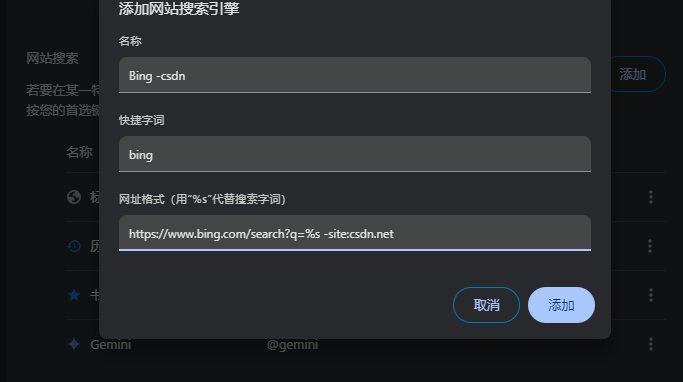 添加网站搜索引擎
名称
网站搜索
Bing -csdn
添加
若要在某一特
按您的首选键
快捷字词
名称
bing
网址格式（用“%s”代替搜索字词）
https://www.bing.com/search?q=%s -site:csdn.net
取消
添加
Gemini
@gemini